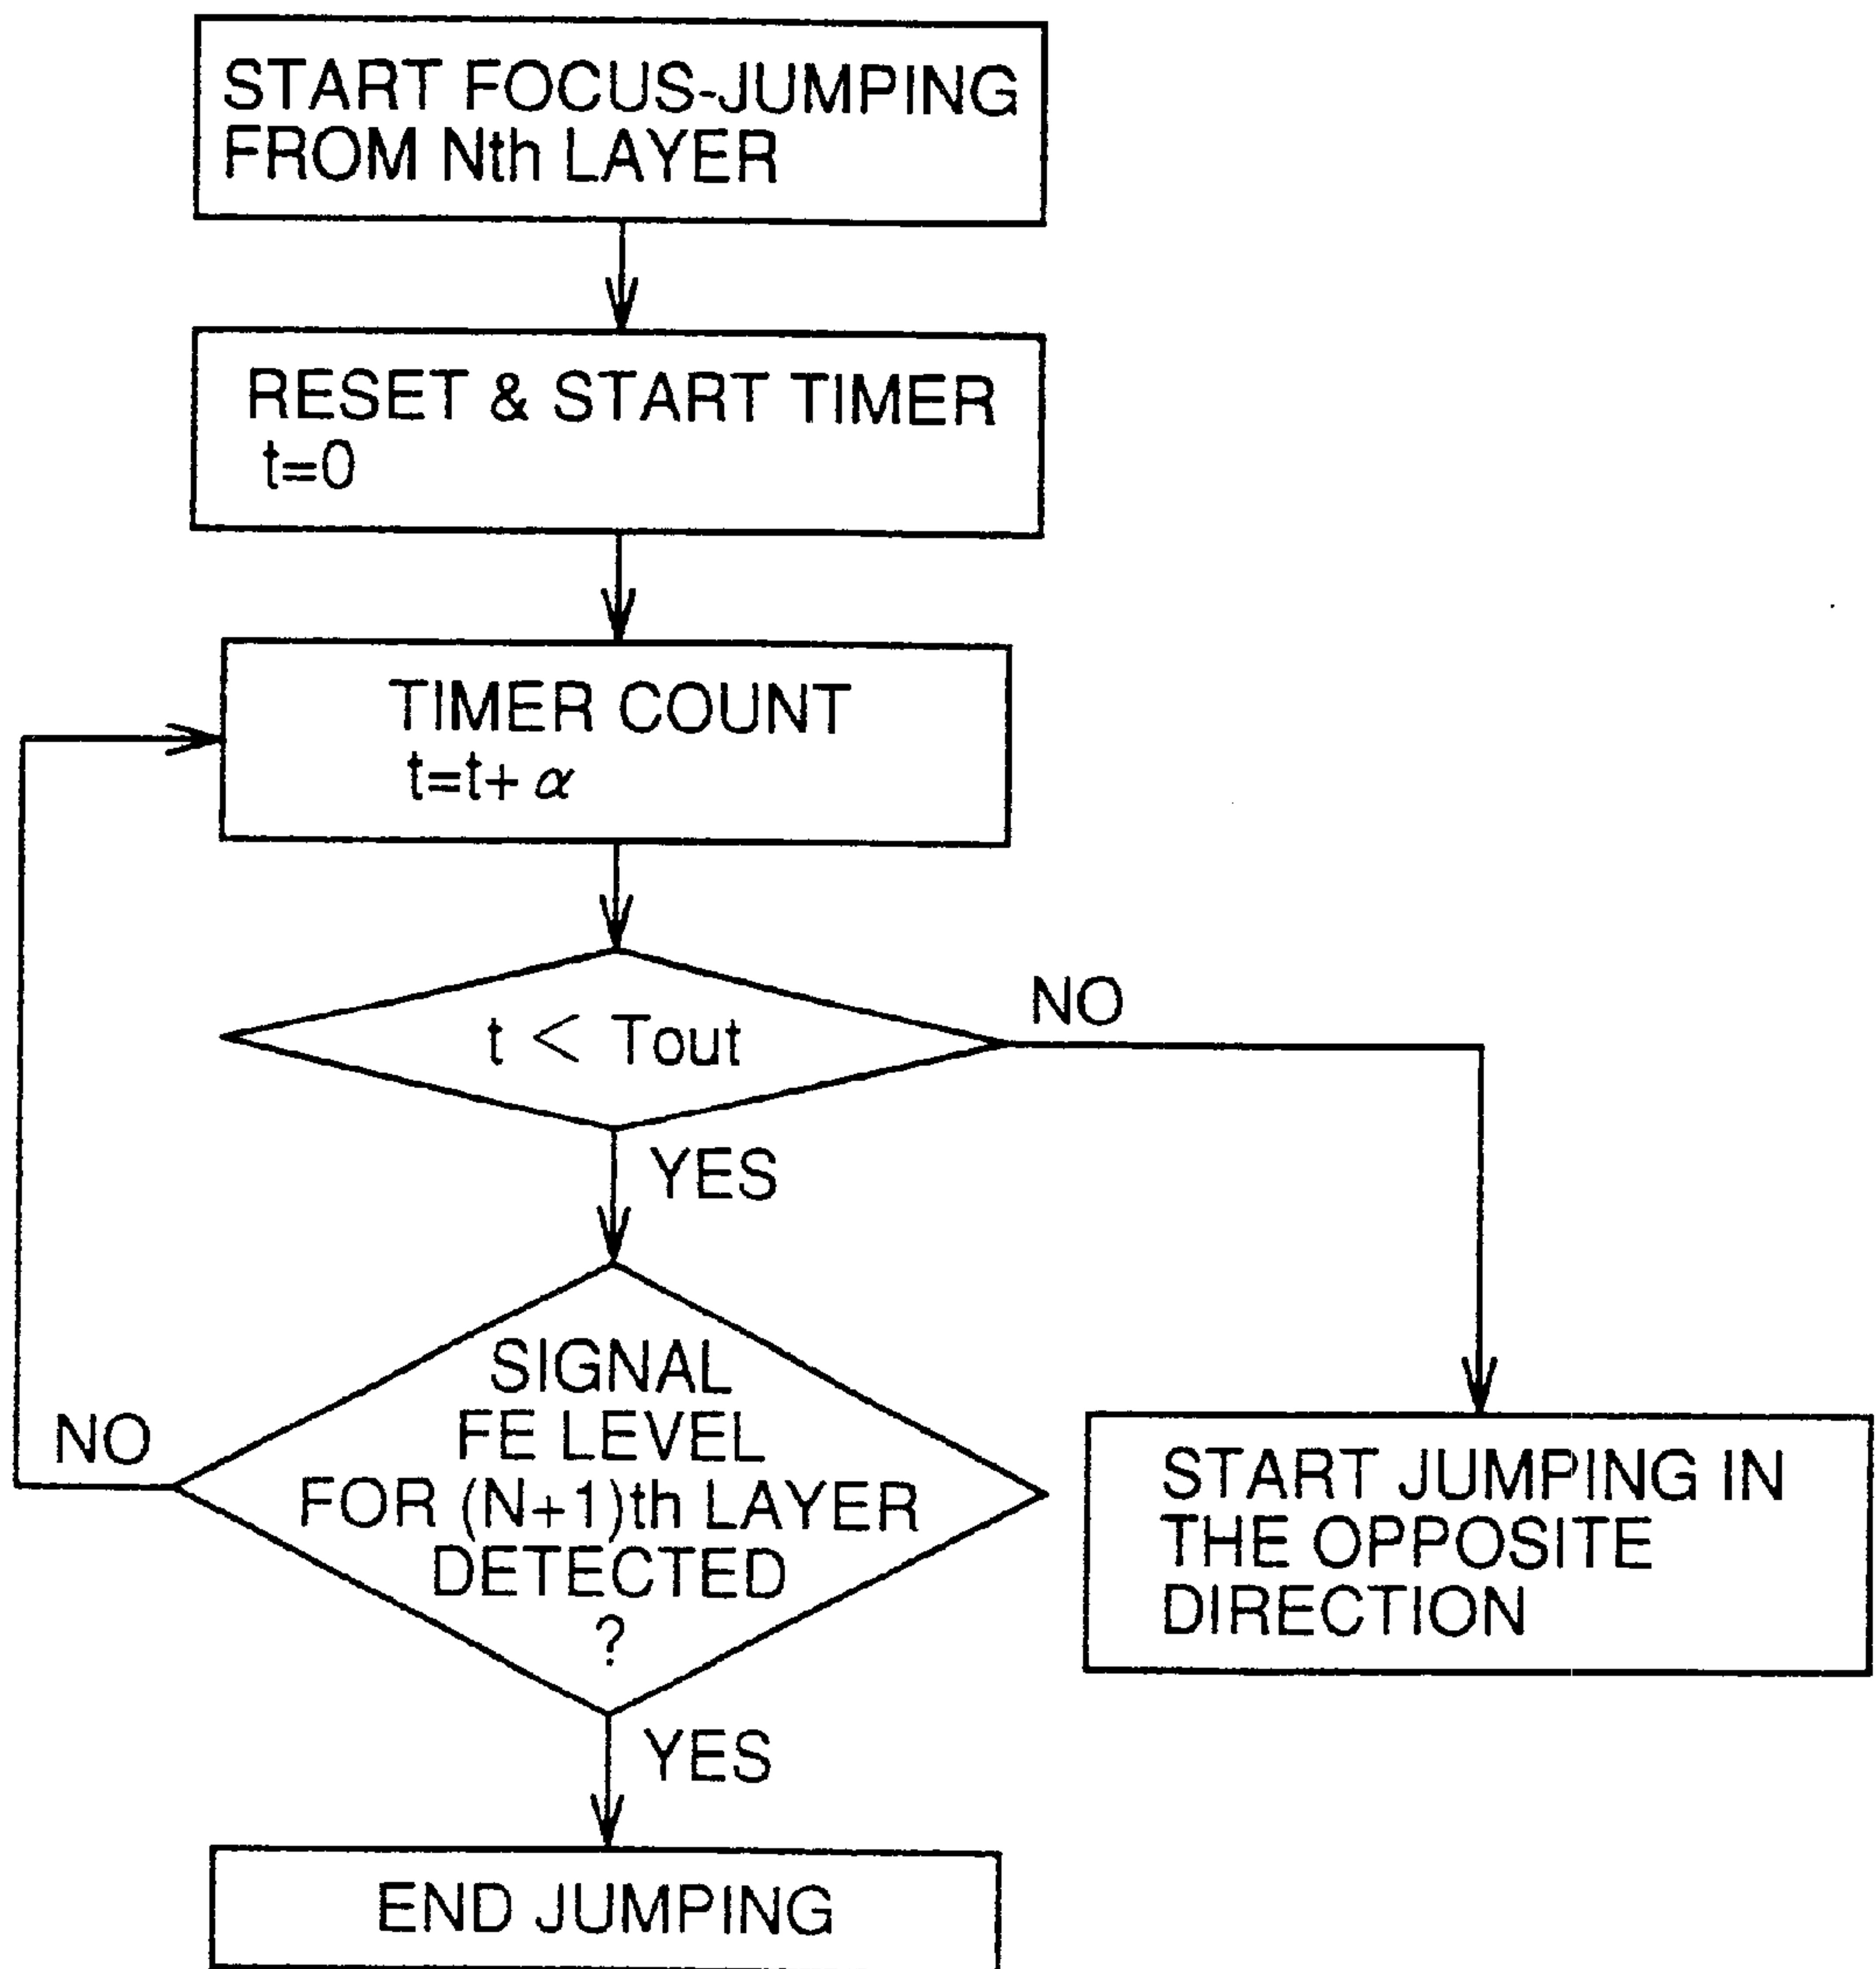 START FOCUS-JUMPING
FROM Nth LAYER
RESET & START TIMER
t=0
TIMER COUNT
t=t+ α
t < Tout
NO
YES
SIGNAL
FE LEVEL
FOR (N+1)th LAYER
DETECTED
?
NO
YES
START JUMPING IN
THE OPPOSITE
DIRECTION
END JUMPING